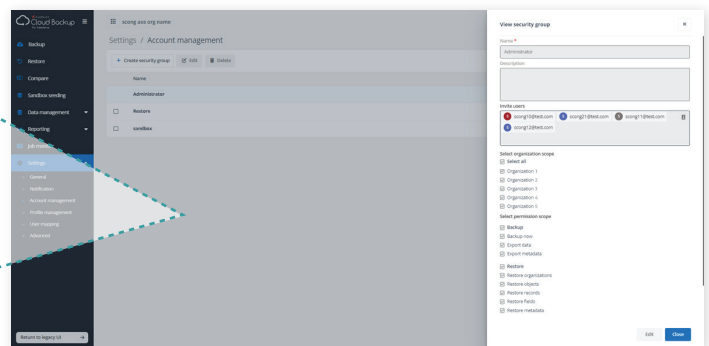 Cloud Backup
Backup
Restore
Compare
Sandbox seeding
Data management
Reporting
Settings
General
Notification
Account management
Profile management
User mapping
Advanced
Return to legacy UI
scong aos org name
Settings / Account management
+ Create security group
Edit
Delete
Name
Administrator
Restore
sandbox
View security group
Name *
Administrator
Description
Invite users
scong10@test.com scong21@test.com scong11@test.com
scong12@test.com
Select organization scope
Select all
Organization 1
Organization 2
Organization 3
Organization 4
Organization 5
Select permission scope
Backup
Backup now
Export data
Export metadata
Restore
Restore organizations
Restore objects
Restore records
Restore fields
Restore metadata
Edit
Close